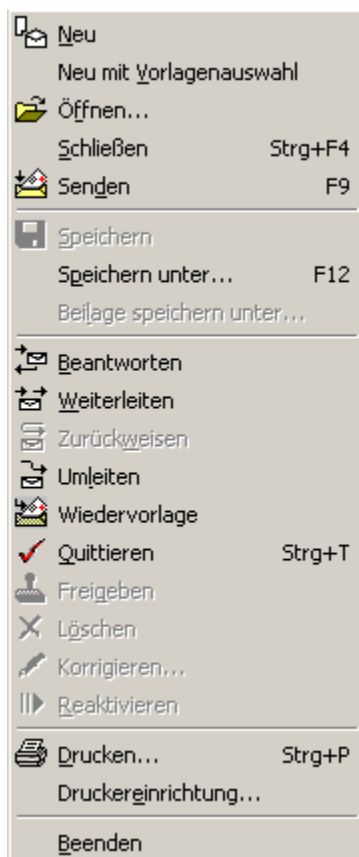 Neu
Neu mit Vorlagenauswahl
Öffnen...
Schließen Strg+F4
Senden F9
Speichern
Speichern unter... F12
Beilage speichern unter...
Beantworten
Weiterleiten
Zurückweisen
Umleiten
Wiedervorlage
Quittieren Strg+T
Freigeben
Löschen
Korrigieren...
Reaktivieren
Drucken... Strg+P
Druckereinrichtung...
Beenden